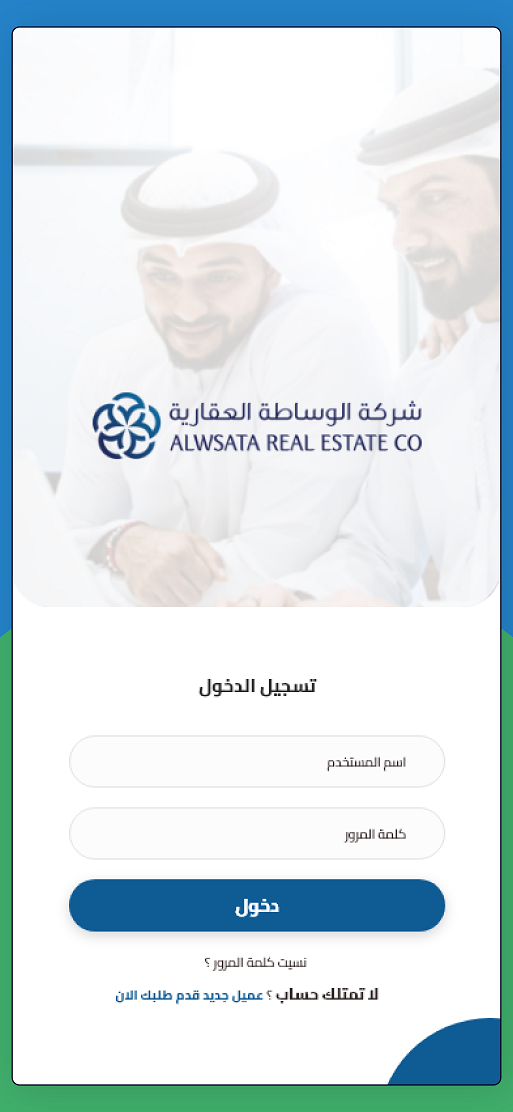 شركة الوساطة العقارية
ALWSATA REAL ESTATE CO
تسجيل الدخول
اسم المستخدم
كلمة المرور
دخول
نسيت كلمة المرور ؟
لا تمتلك حساب ؟ عميل جديد قدم طلبك الان